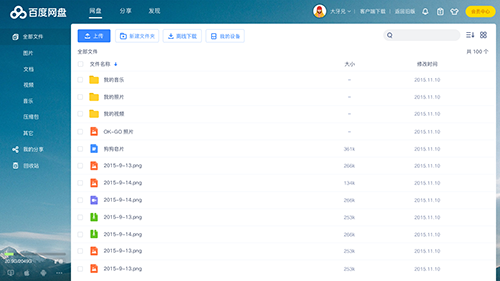 百度网盘
网盘 分享 发现
大牙兄 客户端下载 返回旧版 会员中心
上传 新建文件夹 离线下载 我的设备
全部文件 共 100 个
文件名称 大小 修改时间
我的音乐 - 2015.11.10
我的照片 - 2015.11.10
我的视频 - 2015.11.10
OK-GO 照片 - 2015.11.10
狗狗老片 361k 2015.11.10
2015-9-13.png 266k 2015.11.10
2015-9-14.png 134k 2015.11.10
2015-9-14.png 266k 2015.11.10
2015-9-14.png 253k 2015.11.10
2015-9-14.png 253k 2015.11.10
2015-9-13.png 253k 2015.11.10
2015-9-13.png 253k 2015.11.10
全部文件
图片
文档
视频
音乐
压缩包
其它
我的分享
回收站